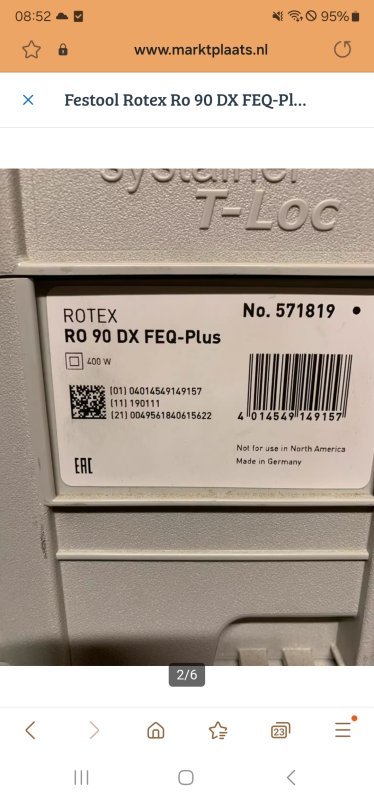 08:52
95%
www.marktplaats.nl
Festool Rotex Ro 90 DX FEQ-Pl...
systainer
T-Loc
ROTEX
No. 571819
RO 90 DX FEQ-Plus
400 W
(01) 04014549149157
(11) 190111
(21) 0049561840615622
4 014549 149157
Not for use in North America
Made in Germany
EAC
2/6
23